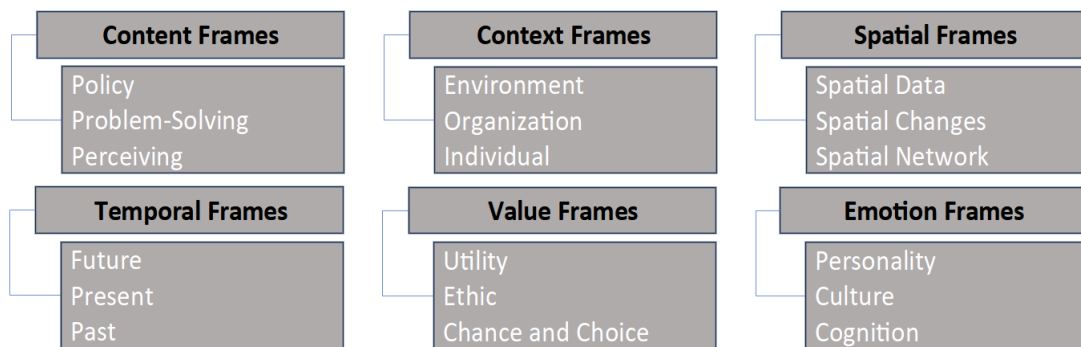 Content Frames
Policy
Problem-Solving
Perceiving
Context Frames
Environment
Organization
Individual
Spatial Frames
Spatial Data
Spatial Changes
Spatial Network
Temporal Frames
Future
Present
Past
Value Frames
Utility
Ethic
Chance and Choice
Emotion Frames
Personality
Culture
Cognition